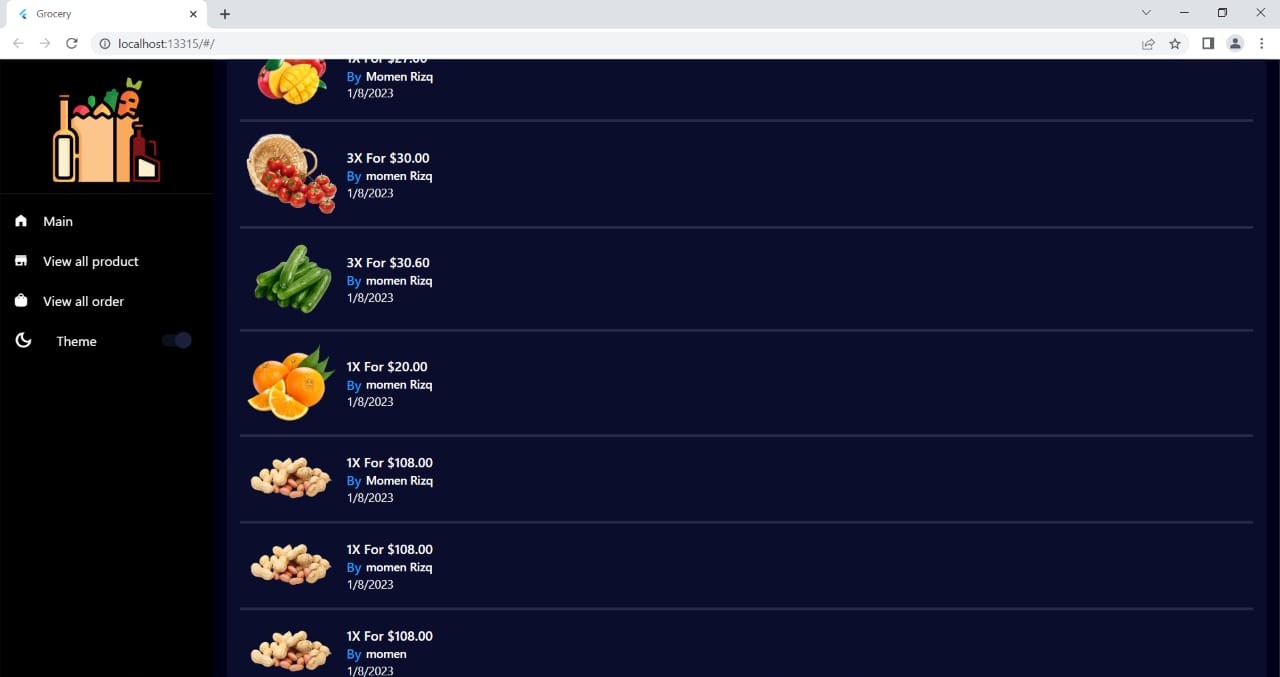 Grocery
localhost:13315/#/
1X For $27.00
By Momen Rizq
1/8/2023
3X For $30.00
By momen Rizq
1/8/2023
Main
View all product
3X For $30.60
By momen Rizq
1/8/2023
View all order
Theme
1X For $20.00
By momen Rizq
1/8/2023
1X For $108.00
By Momen Rizq
1/8/2023
1X For $108.00
By momen Rizq
1/8/2023
1X For $108.00
By momen
1/8/2023